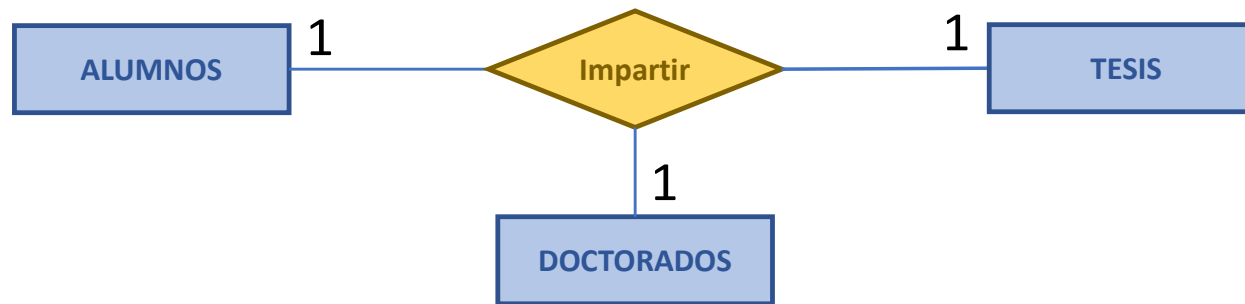 1
1
ALUMNOS
Impartir
TESIS
1
DOCTORADOS